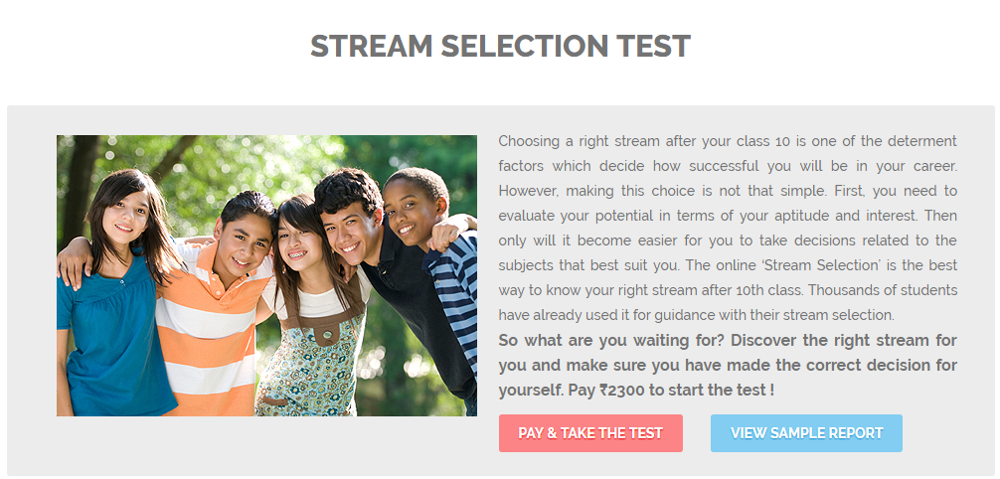 STREAM SELECTION TEST
Choosing a right stream after your class 10 is one of the determent
factors which decide how successful you will be in your career.
However, making this choice is not that simple. First, you need to
evaluate your potential in terms of your aptitude and interest. Then
only will it become easier for you to take decisions related to the
subjects that best suit you. The online ‘Stream Selection’ is the best
way to know your right stream after 10th class. Thousands of students
have already used it for guidance with their stream selection.
So what are you waiting for? Discover the right stream for
you and make sure you have made the correct decision for
yourself. Pay ₹2300 to start the test !
PAY & TAKE THE TEST
VIEW SAMPLE REPORT